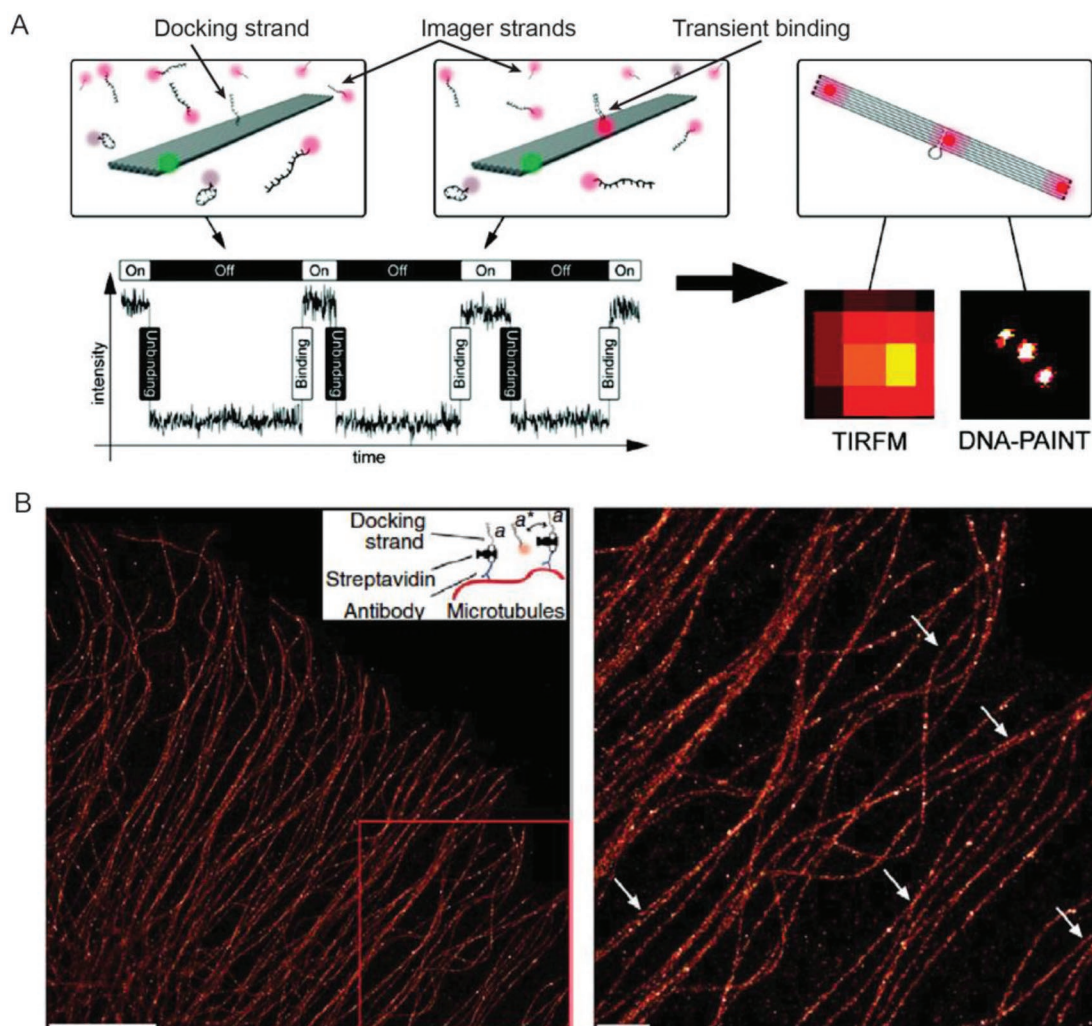 A
Docking strand
Imager strands
Transient binding
On
Off
On
Off
On
Off
On
intensity
Unbinding
Binding
Unbinding
Binding
Unbinding
Binding
time
TIRFM
DNA-PAINT
B
Docking
strand
a
a*
a
Streptavidin
Antibody
Microtubules